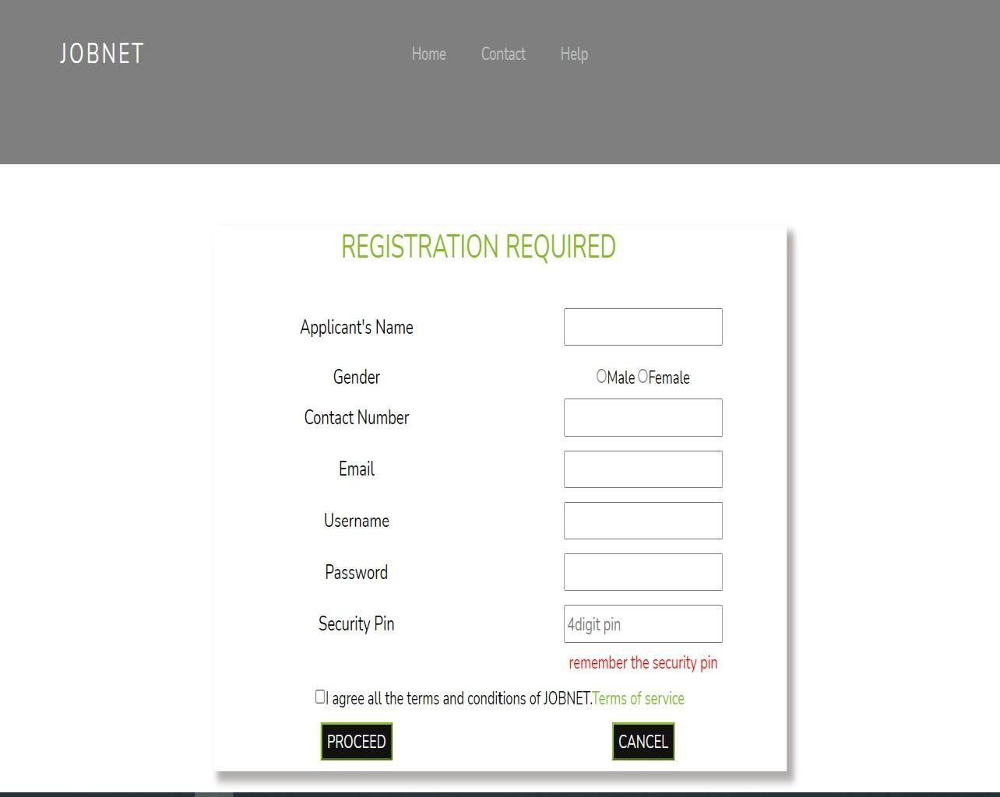 JOBNET
Home Contact Help
REGISTRATION REQUIRED
Applicant's Name
Gender Male Female
Contact Number
Email
Username
Password
Security Pin 4digit pin
remember the security pin
I agree all the terms and conditions of JOBNET.Terms of service
PROCEED CANCEL